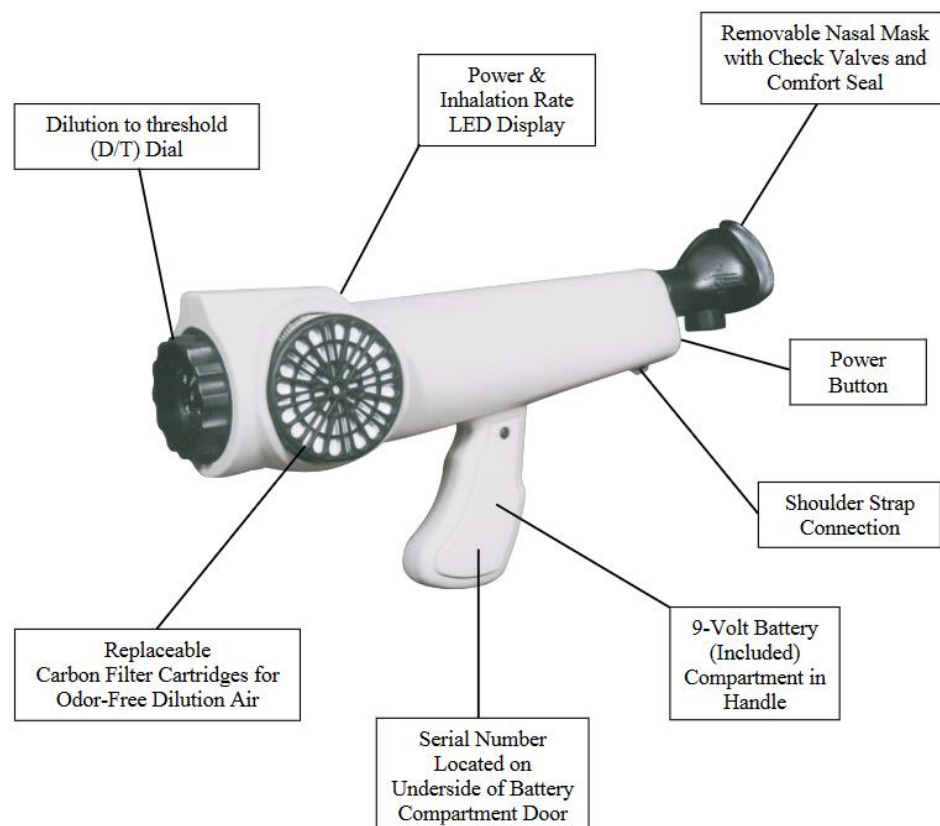 Removable Nasal Mask
with Check Valves and
Comfort Seal
Power &
Inhalation Rate
LED Display
Dilution to threshold
(D/T) Dial
Power
Button
Shoulder Strap
Connection
9-Volt Battery
(Included)
Compartment in
Handle
Replaceable
Carbon Filter Cartridges for
Odor-Free Dilution Air
Serial Number
Located on
Underside of Battery
Compartment Door